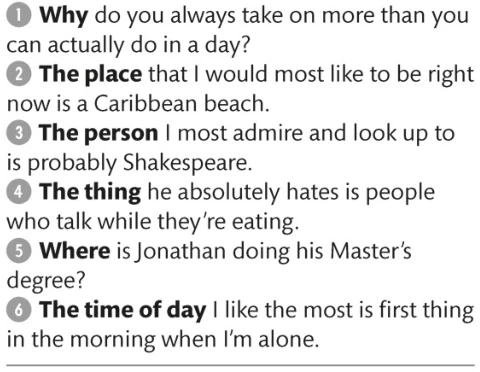 1 Why do you always take on more than you
can actually do in a day?
2 The place that I would most like to be right
now is a Caribbean beach.
3 The person I most admire and look up to
is probably Shakespeare.
4 The thing he absolutely hates is people
who talk while they're eating.
5 Where is Jonathan doing his Master's
degree?
6 The time of day I like the most is first thing
in the morning when I'm alone.